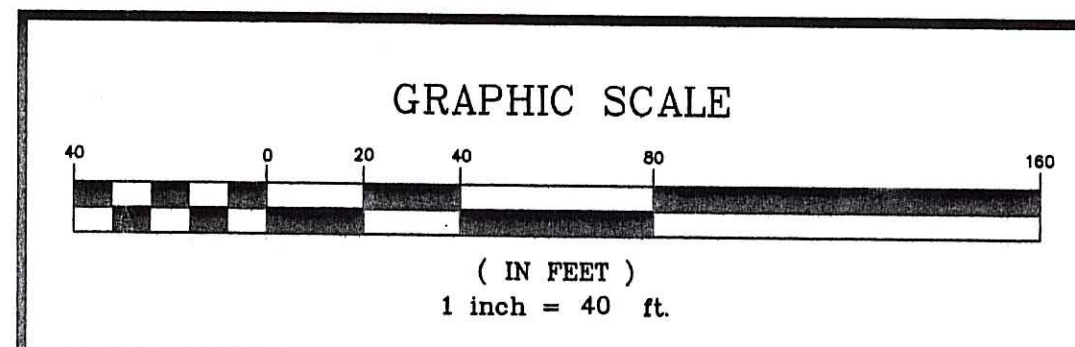 GRAPHIC SCALE
40 0 20 40 80 160
( IN FEET )
1 inch = 40 ft.